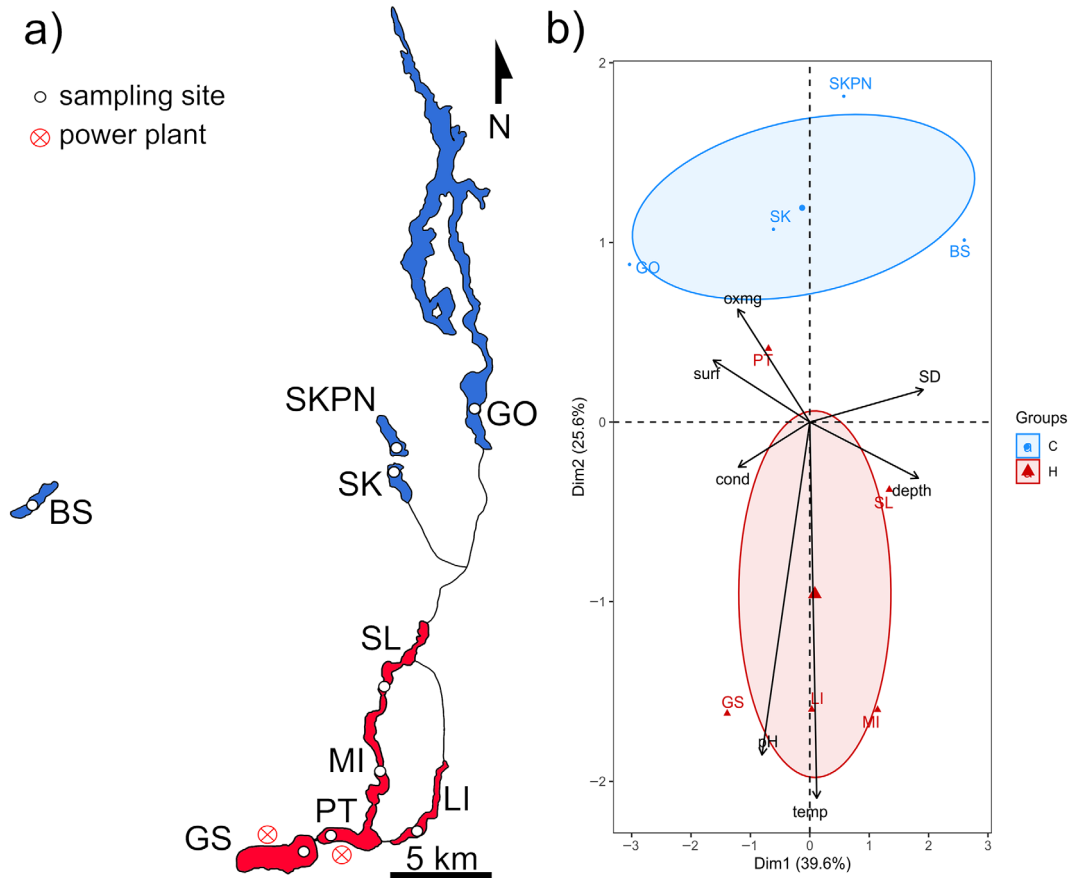 a)
sampling site
power plant
N
SKPN
GO
SK
BS
SL
MI
LI
PT
GS
5 km
b)
2
1
0
−1
−2
−3
−2
−1
0
1
2
3
Dim2 (25.6%)
Dim1 (39.6%)
SKPN
SK
BS
GO
oxmg
PT
surf
SD
cond
depth
SL
GS
LI
MI
pH
temp
Groups
a C
H